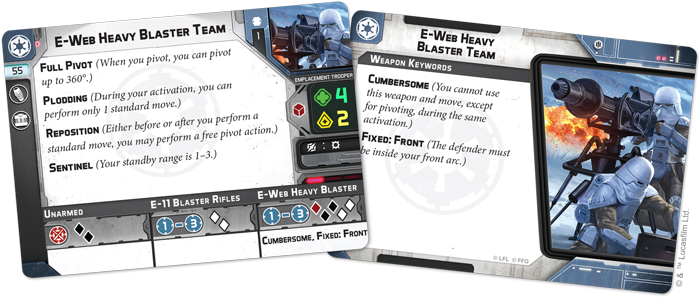 E-Web Heavy Blaster Team
1
55
Full Pivot (When you pivot, you can pivot
up to 360°.)
Plodding (During your activation, you can
perform only 1 standard move.)
Reposition (Either before or after you perform a
standard move, you may perform a free pivot action.)
Sentinel (Your standby range is 1–3.)
Emplacement Trooper
4
2
: 
Unarmed
E-11 Blaster Rifles
1–3
E-Web Heavy Blaster
1–3
Cumbersome, Fixed: Front
E-Web Heavy
Blaster Team
Weapon Keywords
Cumbersome (You cannot use
this weapon and move, except
for pivoting, during the same
activation.)
Fixed: Front (The defender must
be inside your front arc.)
© LFL © FFG
© & ™ Lucasfilm Ltd.